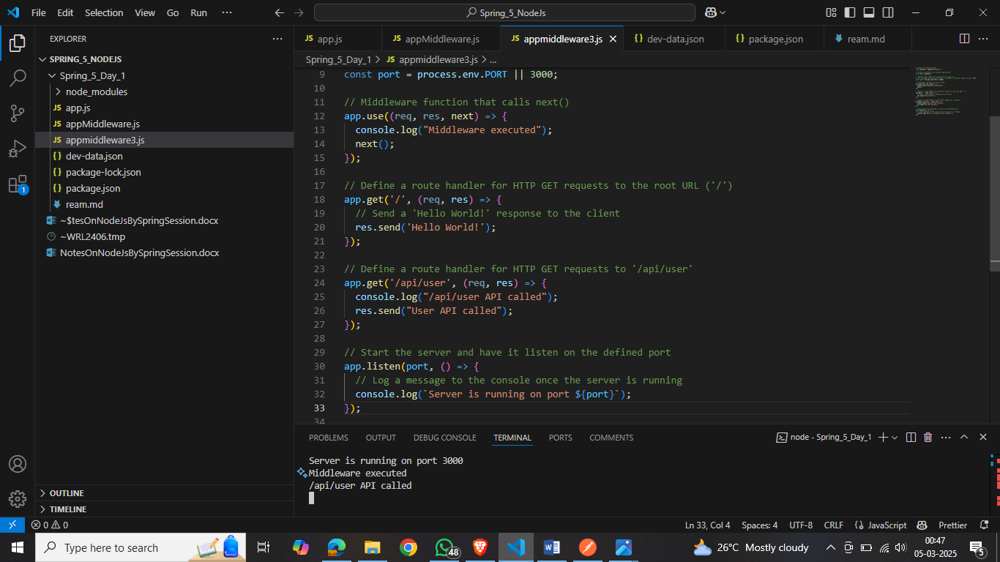 File Edit Selection View Go Run ··· Spring_5_NodeJs
EXPLORER ···
SPRING_5_NODEJS
Spring_5_Day_1
node_modules
JS app.js
JS appMiddleware.js
JS appmiddleware3.js
{} dev-data.json
{} package-lock.json
{} package.json
ream.md
~$tesOnNodeJsBySpringSession.docx
~WRL2406.tmp
NotesOnNodeJsBySpringSession.docx
OUTLINE
TIMELINE
1
JS app.js JS appMiddleware.js JS appmiddleware3.js {} dev-data.json {} package.json ream.md ···
Spring_5_Day_1 > JS appmiddleware3.js > ...
9 const port = process.env.PORT || 3000;
10
11 // Middleware function that calls next()
12 app.use((req, res, next) => {
13 console.log("Middleware executed");
14 next();
15 });
16
17 // Define a route handler for HTTP GET requests to the root URL ('/')
18 app.get('/', (req, res) => {
19 // Send a 'Hello World!' response to the client
20 res.send('Hello World!');
21 });
22
23 // Define a route handler for HTTP GET requests to '/api/user'
24 app.get('/api/user', (req, res) => {
25 console.log("/api/user API called");
26 res.send("User API called");
27 });
28
29 // Start the server and have it listen on the defined port
30 app.listen(port, () => {
31 // Log a message to the console once the server is running
32 console.log(`Server is running on port ${port}`);
33 });
34
PROBLEMS OUTPUT DEBUG CONSOLE TERMINAL PORTS COMMENTS node - Spring_5_Day_1 ···
Server is running on port 3000
Middleware executed
/api/user API called
0 0 Ln 33, Col 4 Spaces: 4 UTF-8 CRLF {} JavaScript Prettier
Type here to search 48 26°C Mostly cloudy 00:47
05-03-2025
5